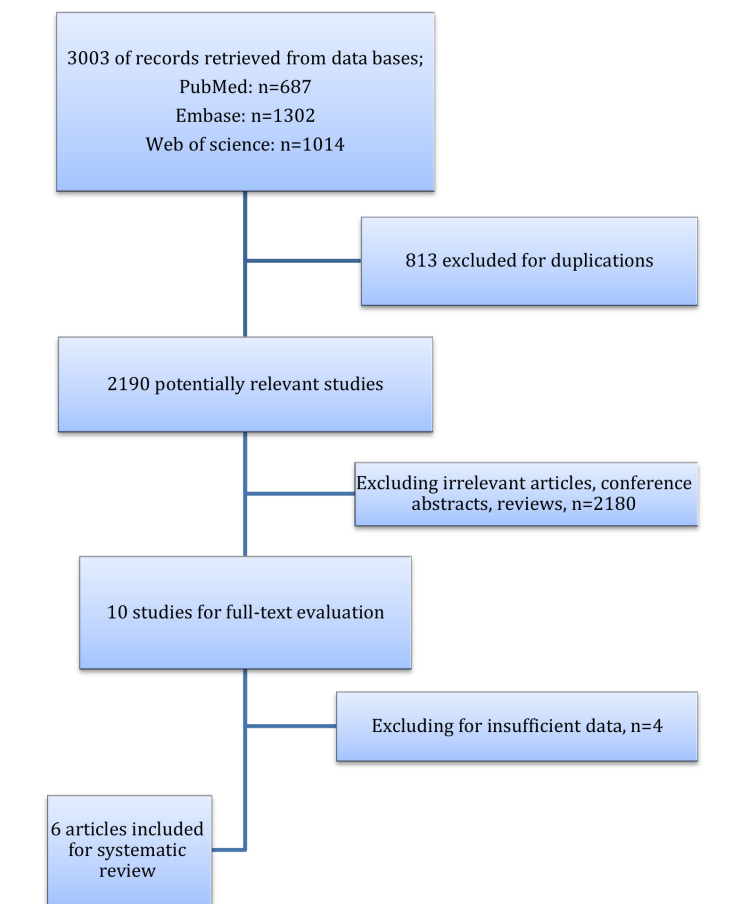 3003 of records retrieved from data bases;
PubMed: n=687
Embase: n=1302
Web of science: n=1014
813 excluded for duplications
2190 potentially relevant studies
Excluding irrelevant articles, conference
abstracts, reviews, n=2180
10 studies for full-text evaluation
Excluding for insufficient data, n=4
6 articles included
for systematic
review